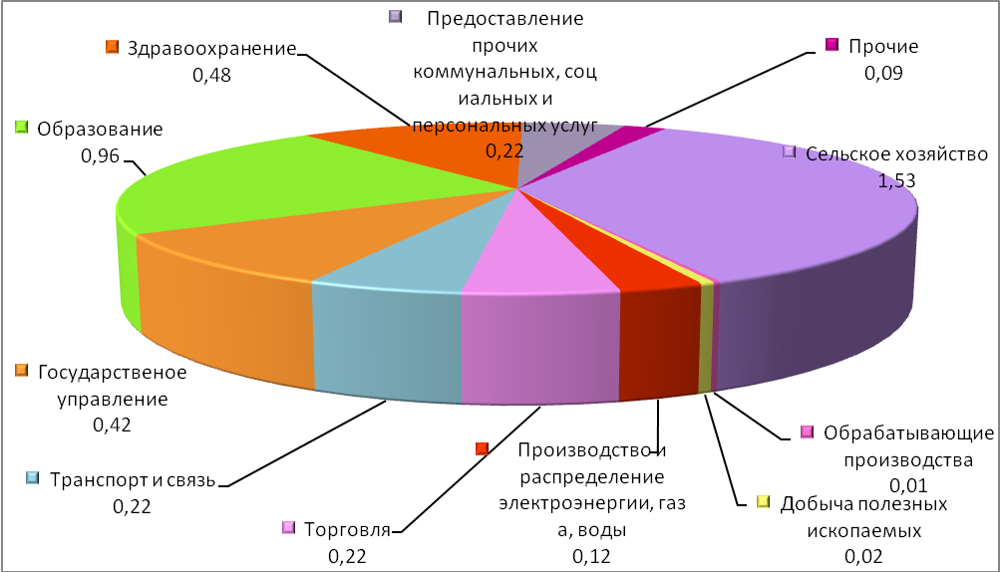 Предоставление
прочих
коммунальных, соц
иальных и
персональных услуг
0,22
Прочие
0,09
Сельское хозяйство
1,53
Обрабатывающие
производства
0,01
Добыча полезных
ископаемых
0,02
Производство и
распределение
электроэнергии, газ
а, воды
0,12
Торговля
0,22
Транспорт и связь
0,22
Государственое
управление
0,42
Образование
0,96
Здравоохранение
0,48